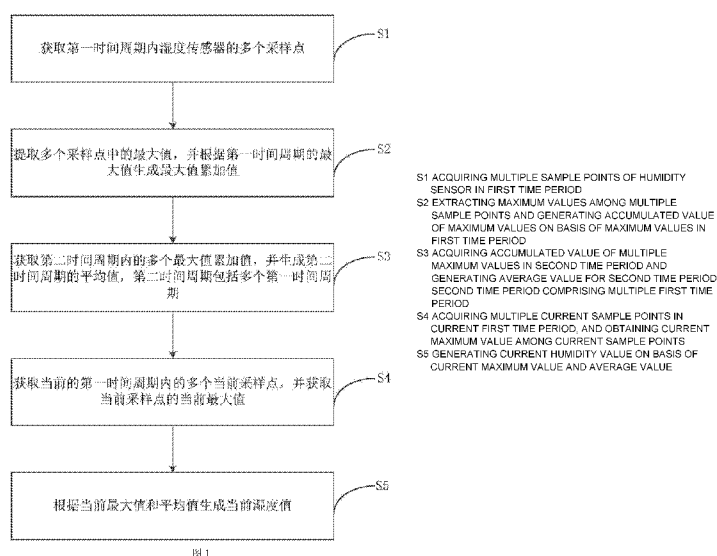 获取第一时间周期内湿度传感器的多个采样点
S1
提取多个采样点中的最大值，并根据第一时间周期的最
大值生成最大值累加值
S2
获取第二时间周期内的多个最大值累加值，并生成第二
时间周期的平均值，第二时间周期包括多个第一时间周
期
S3
获取当前的第一时间周期内的多个当前采样点，并获取
当前采样点的当前最大值
S4
根据当前最大值和平均值生成当前湿度值
S5
图1
S1 ACQUIRING MULTIPLE SAMPLE POINTS OF HUMIDITY
SENSOR IN FIRST TIME PERIOD
S2 EXTRACTING MAXIMUM VALUES AMONG MULTIPLE
SAMPLE POINTS AND GENERATING ACCUMULATED VALUE
OF MAXIMUM VALUES ON BASIS OF MAXIMUM VALUES IN
FIRST TIME PERIOD
S3 ACQUIRING ACCUMULATED VALUE OF MULTIPLE
MAXIMUM VALUES IN SECOND TIME PERIOD AND
GENERATING AVERAGE VALUE FOR SECOND TIME PERIOD
SECOND TIME PERIOD COMPRISING MULTIPLE FIRST TIME
PERIOD
S4 ACQUIRING MULTIPLE CURRENT SAMPLE POINTS IN
CURRENT FIRST TIME PERIOD, AND OBTAINING CURRENT
MAXIMUM VALUE AMONG CURRENT SAMPLE POINTS
S5 GENERATING CURRENT HUMIDITY VALUE ON BASIS OF
CURRENT MAXIMUM VALUE AND AVERAGE VALUE